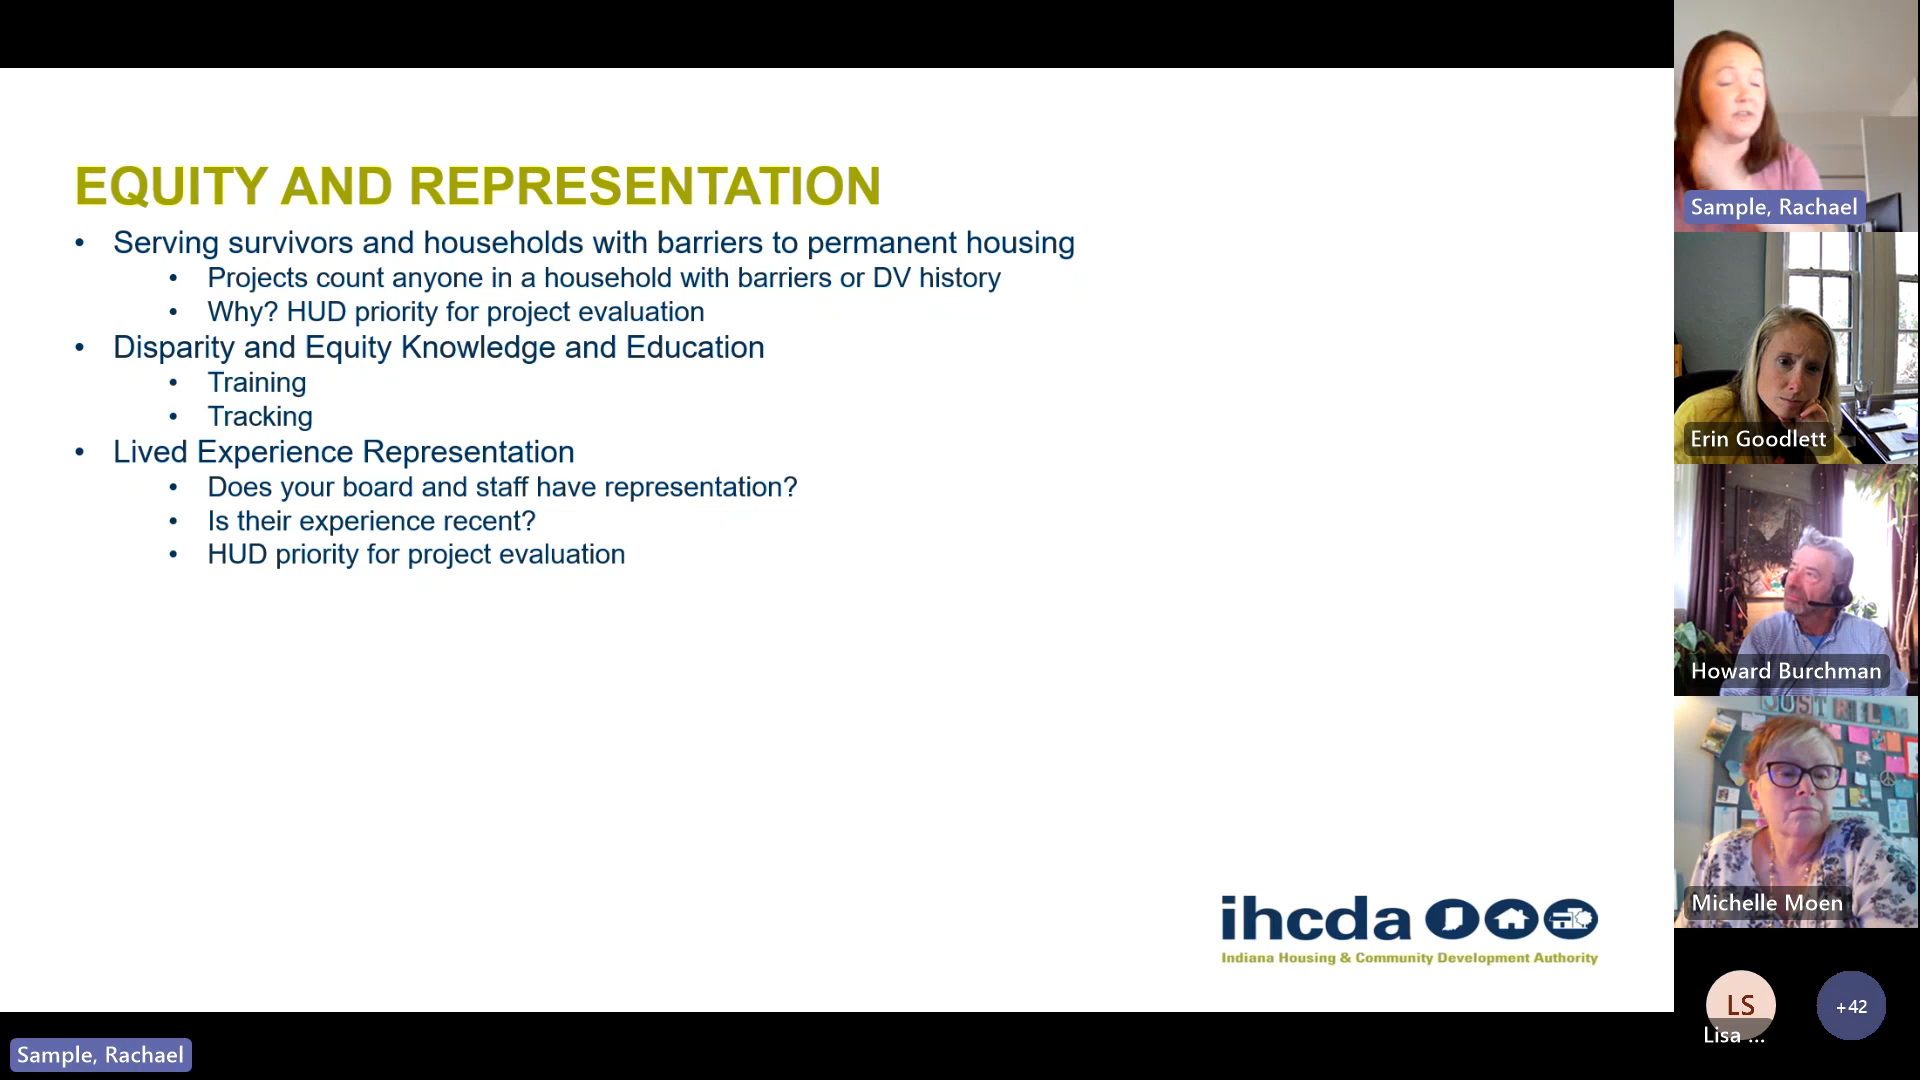 EQUITY AND REPRESENTATION
• Serving survivors and households with barriers to permanent housing
• Projects count anyone in a household with barriers or DV history
• Why? HUD priority for project evaluation
• Disparity and Equity Knowledge and Education
• Training
• Tracking
• Lived Experience Representation
• Does your board and staff have representation?
• Is their experience recent?
• HUD priority for project evaluation
ihcda
Indiana Housing & Community Development Authority
Sample, Rachael
Sample, Rachael
Erin Goodlett
Howard Burchman
JUST RELAX
Michelle Moen
LS
Lisa ...
+42